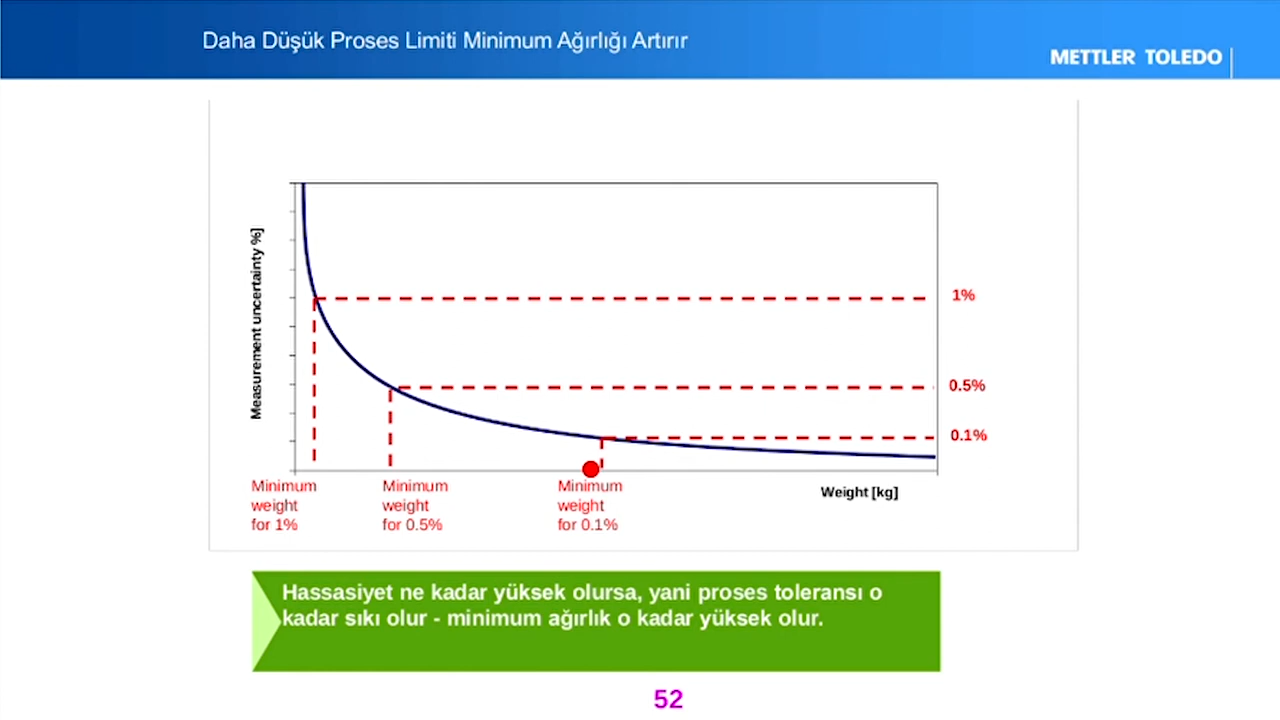 Daha Düşük Proses Limiti Minimum Ağırlığı Artırır
METTLER TOLEDO
Measurement uncertainty %]
1%
0.5%
0.1%
Minimum
weight
for 1%
Minimum
weight
for 0.5%
Minimum
weight
for 0.1%
Weight [kg]
Hassasiyet ne kadar yüksek olursa, yani proses toleransı o
kadar sıkı olur - minimum ağırlık o kadar yüksek olur.
52